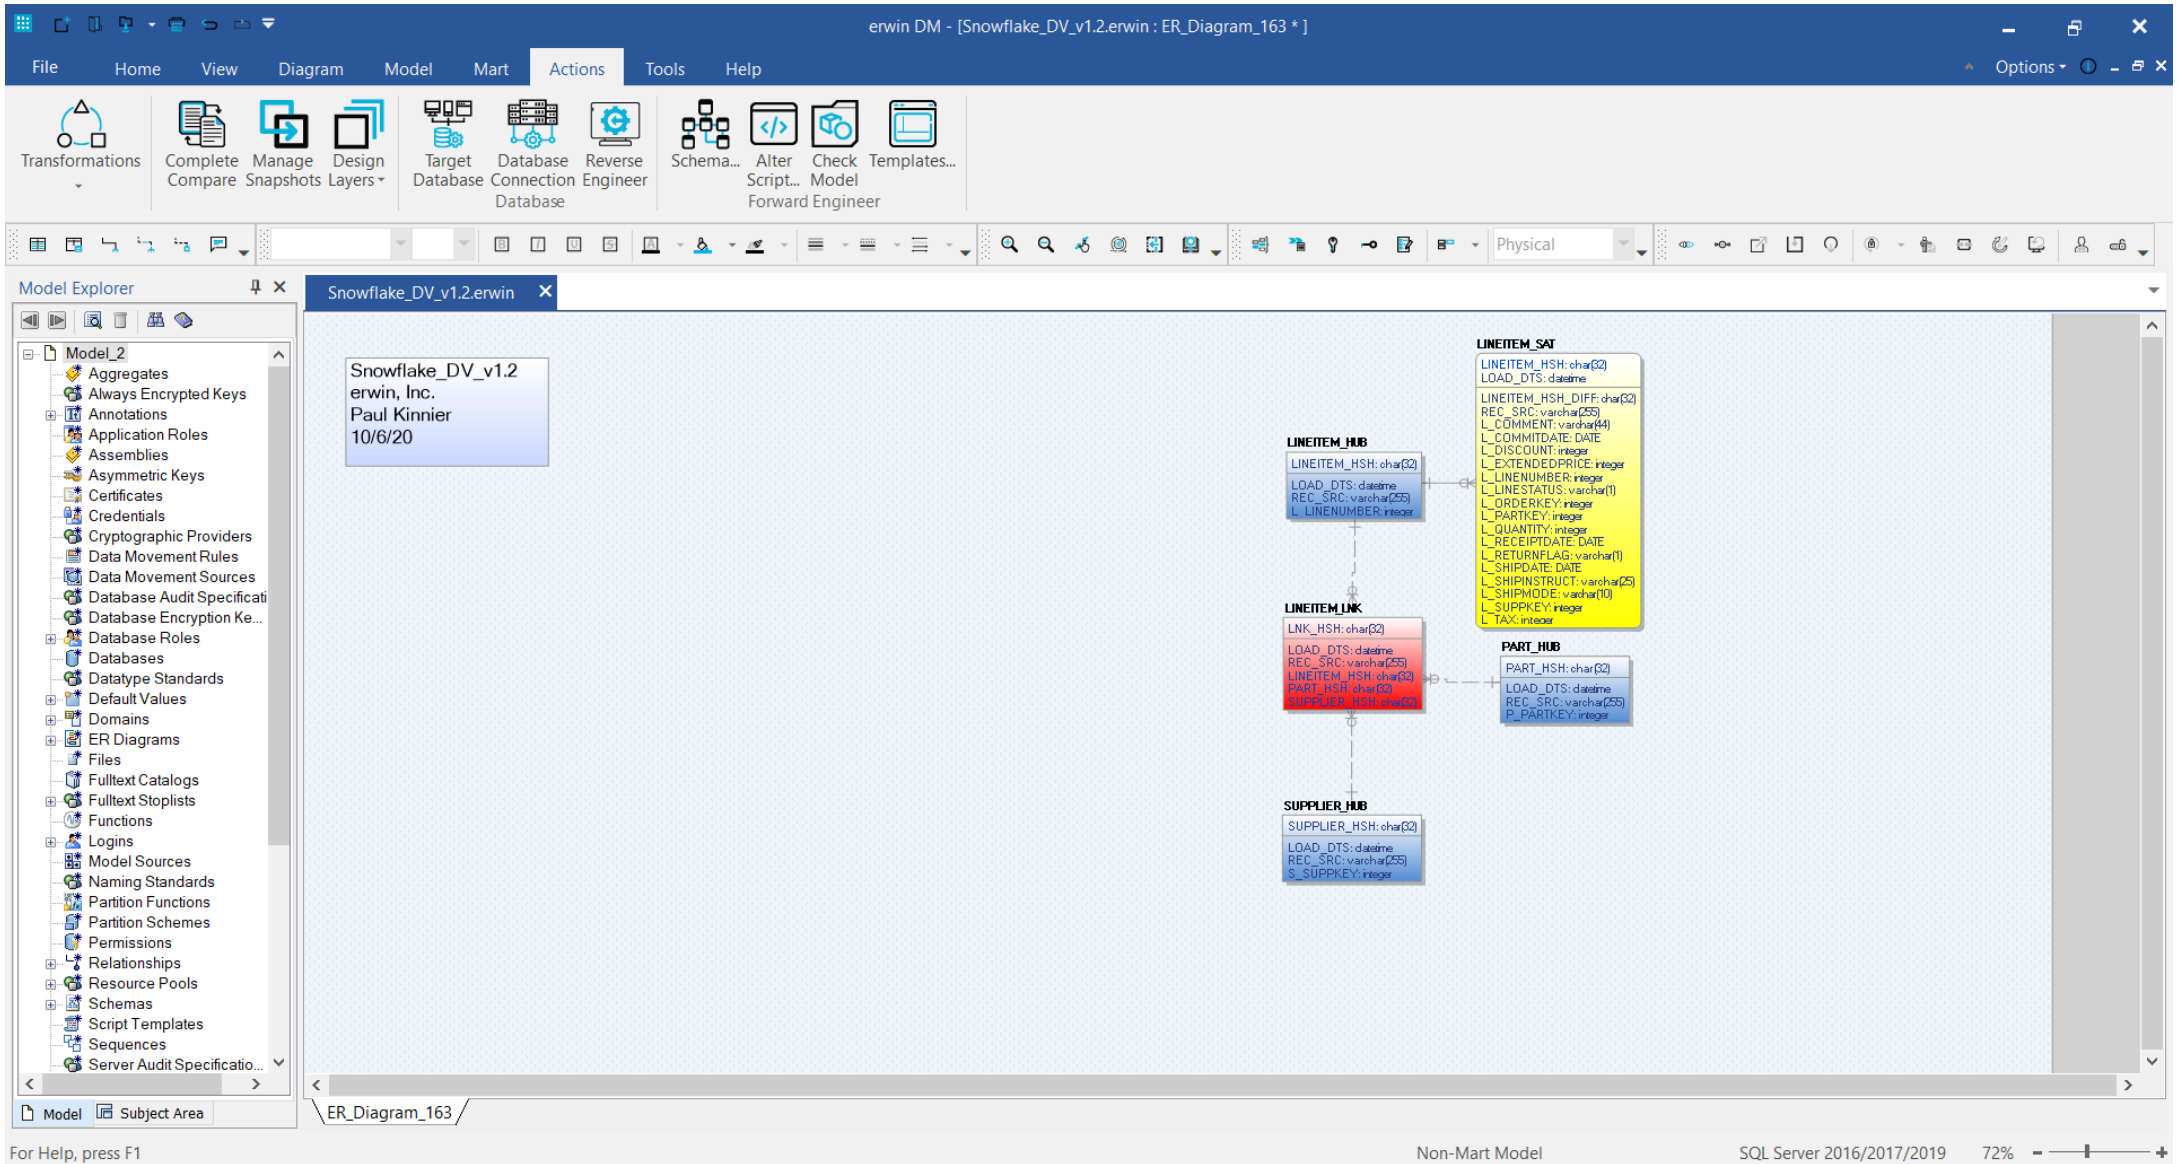 erwin DM - [Snowflake_DV_v1.2.erwin : ER_Diagram_163 * ]
File Home View Diagram Model Mart Actions Tools Help Options
Transformations
Complete Compare
Manage Snapshots
Design Layers
Target Database
Database Connection
Reverse Engineer
Database
Schema...
Alter Script...
Check Model
Templates...
Forward Engineer
Physical
Model Explorer
Snowflake_DV_v1.2.erwin
Model_2
Aggregates
Always Encrypted Keys
Annotations
Application Roles
Assemblies
Asymmetric Keys
Certificates
Credentials
Cryptographic Providers
Data Movement Rules
Data Movement Sources
Database Audit Specificati
Database Encryption Ke...
Database Roles
Databases
Datatype Standards
Default Values
Domains
ER Diagrams
Files
Fulltext Catalogs
Fulltext Stoplists
Functions
Logins
Model Sources
Naming Standards
Partition Functions
Partition Schemes
Permissions
Relationships
Resource Pools
Schemas
Script Templates
Sequences
Server Audit Specificatio...
Model Subject Area
Snowflake_DV_v1.2
erwin, Inc.
Paul Kinnier
10/6/20
LINEITEM_SAT
LINEITEM_HSH: char(32)
LOAD_DTS: datetime
LINEITEM_HSH_DIFF: char(32)
REC_SRC: varchar(255)
L_COMMENT: varchar(44)
L_COMMITDATE: DATE
L_DISCOUNT: integer
L_EXTENDEDPRICE: integer
L_LINENUMBER: integer
L_LINESTATUS: varchar(1)
L_ORDERKEY: integer
L_PARTKEY: integer
L_QUANTITY: integer
L_RECEIPTDATE: DATE
L_RETURNFLAG: varchar(1)
L_SHIPDATE: DATE
L_SHIPINSTRUCT: varchar(25)
L_SHIPMODE: varchar(10)
L_SUPPKEY: integer
L_TAX: integer
LINEITEM_HUB
LINEITEM_HSH: char(32)
LOAD_DTS: datetime
REC_SRC: varchar(255)
L_LINENUMBER: integer
LINEITEM_LNK
LNK_HSH: char(32)
LOAD_DTS: datetime
REC_SRC: varchar(255)
LINEITEM_HSH: char(32)
PART_HSH: char(32)
SUPPLIER_HSH: char(32)
PART_HUB
PART_HSH: char(32)
LOAD_DTS: datetime
REC_SRC: varchar(255)
P_PARTKEY: integer
SUPPLIER_HUB
SUPPLIER_HSH: char(32)
LOAD_DTS: datetime
REC_SRC: varchar(255)
S_SUPPKEY: integer
ER_Diagram_163
For Help, press F1
Non-Mart Model
SQL Server 2016/2017/2019
72%